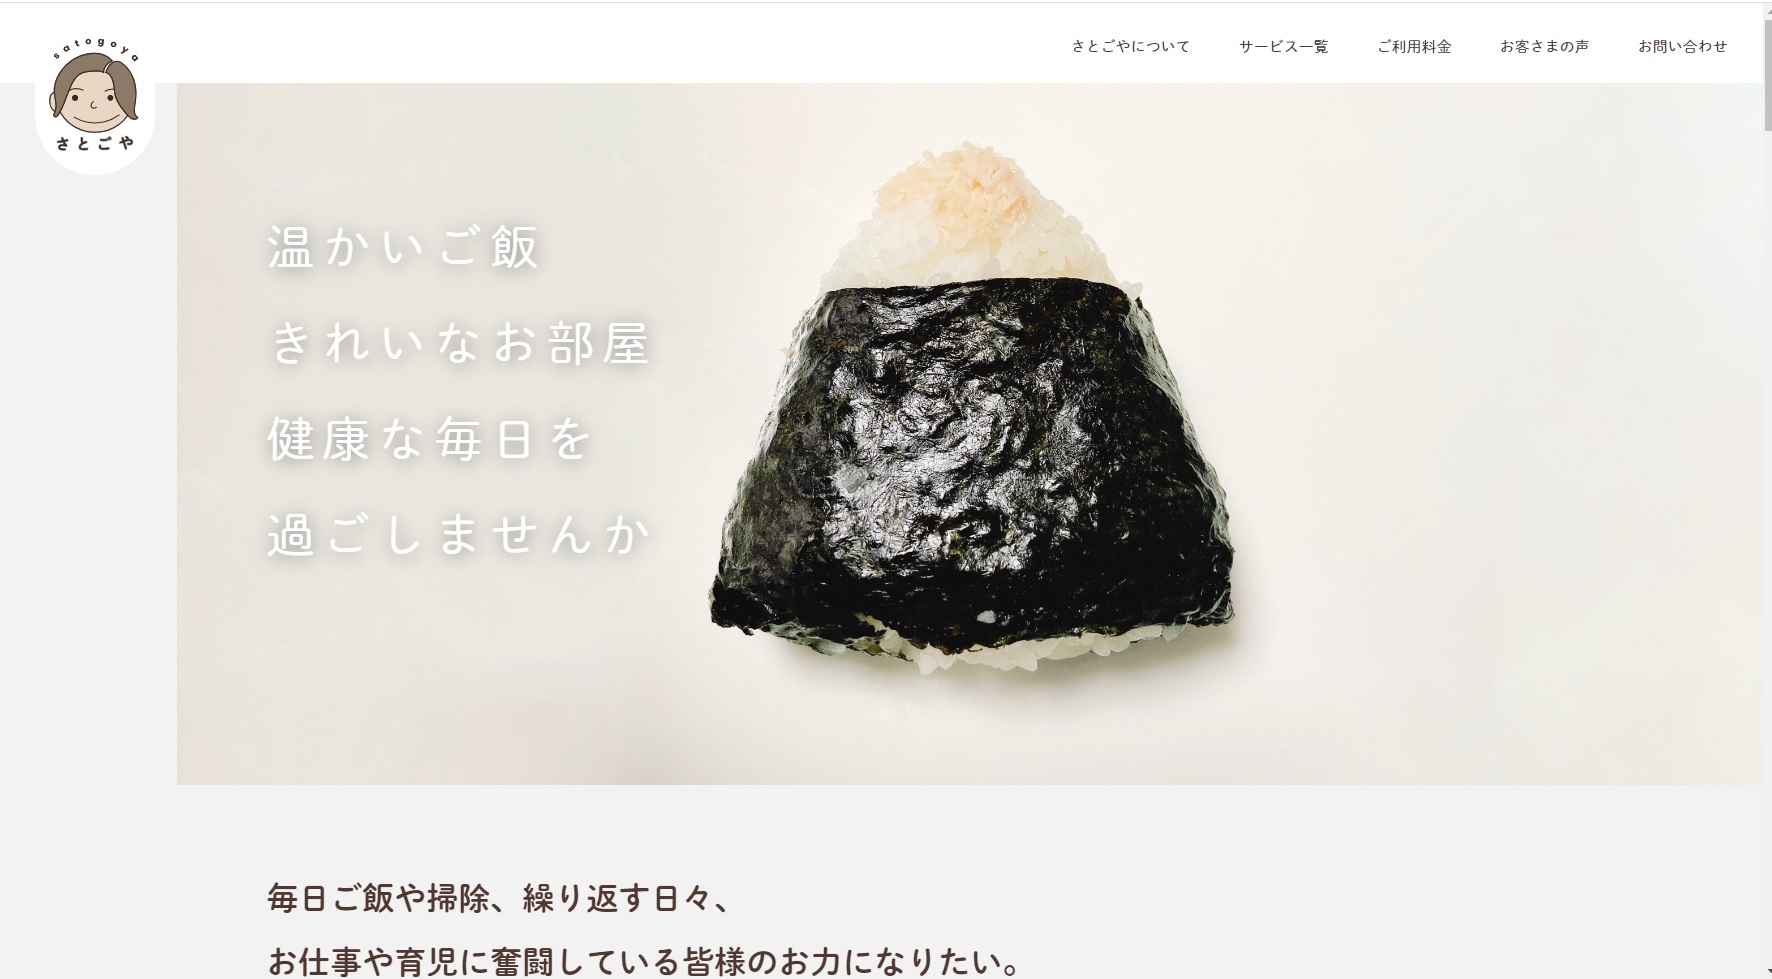 satogoya
さとごや
さとごやについて
サービス一覧
ご利用料金
お客さまの声
お問い合わせ
温かいご飯
きれいなお部屋
健康な毎日を
過ごしませんか
毎日ご飯や掃除、繰り返す日々、
お仕事や育児に奮闘している皆様のお力になりたい。